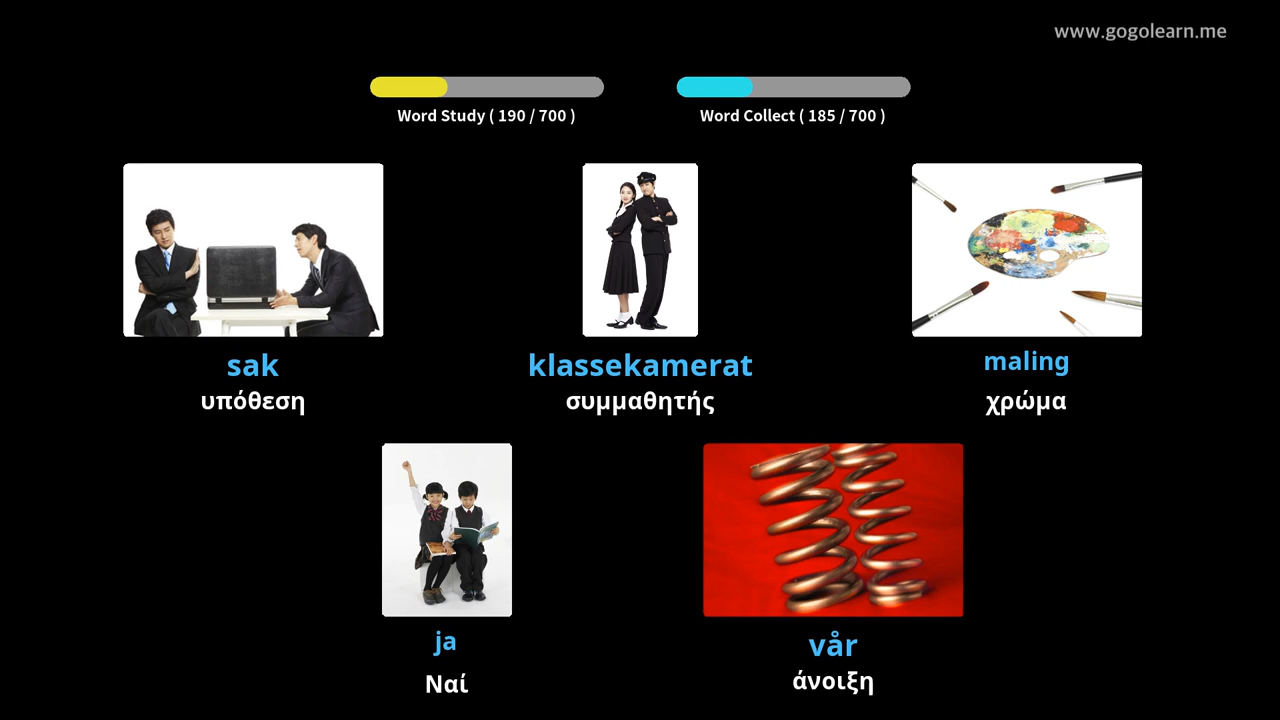 www.gogolearn.me
Word Study ( 190 / 700 )
Word Collect ( 185 / 700 )
sak
υπόθεση
klassekamerat
συμμαθητής
maling
χρώμα
ja
Ναί
vår
άνοιξη